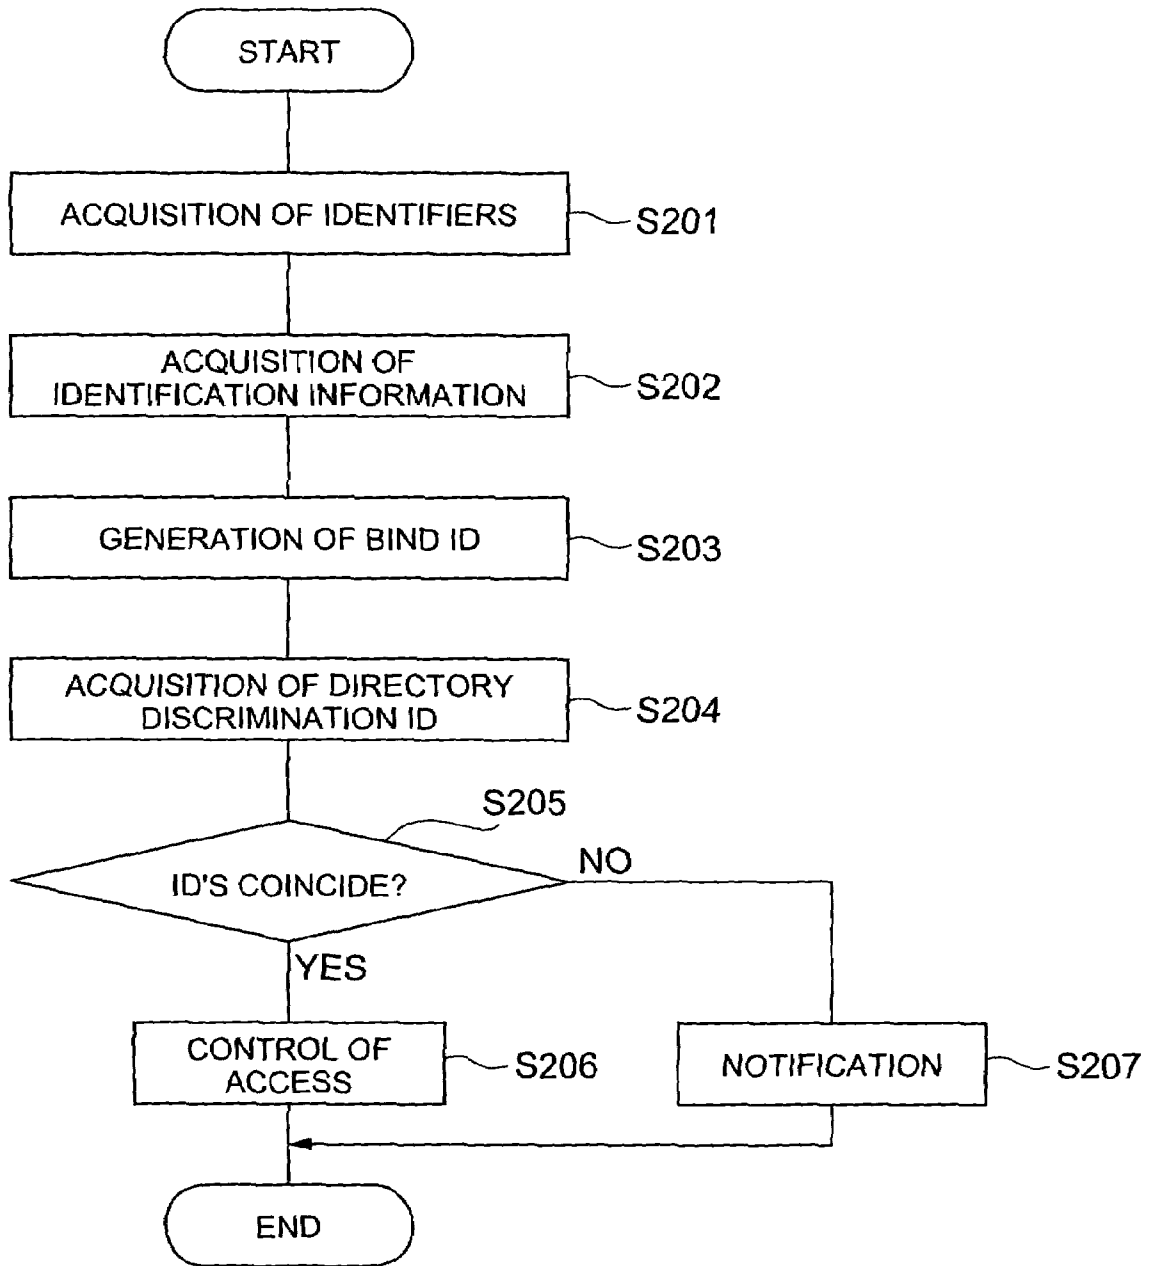 START
ACQUISITION OF IDENTIFIERS
S201
ACQUISITION OF
IDENTIFICATION INFORMATION
S202
GENERATION OF BIND ID
S203
ACQUISITION OF DIRECTORY
DISCRIMINATION ID
S204
S205
ID'S COINCIDE?
NO
YES
CONTROL OF
ACCESS
S206
NOTIFICATION
S207
END